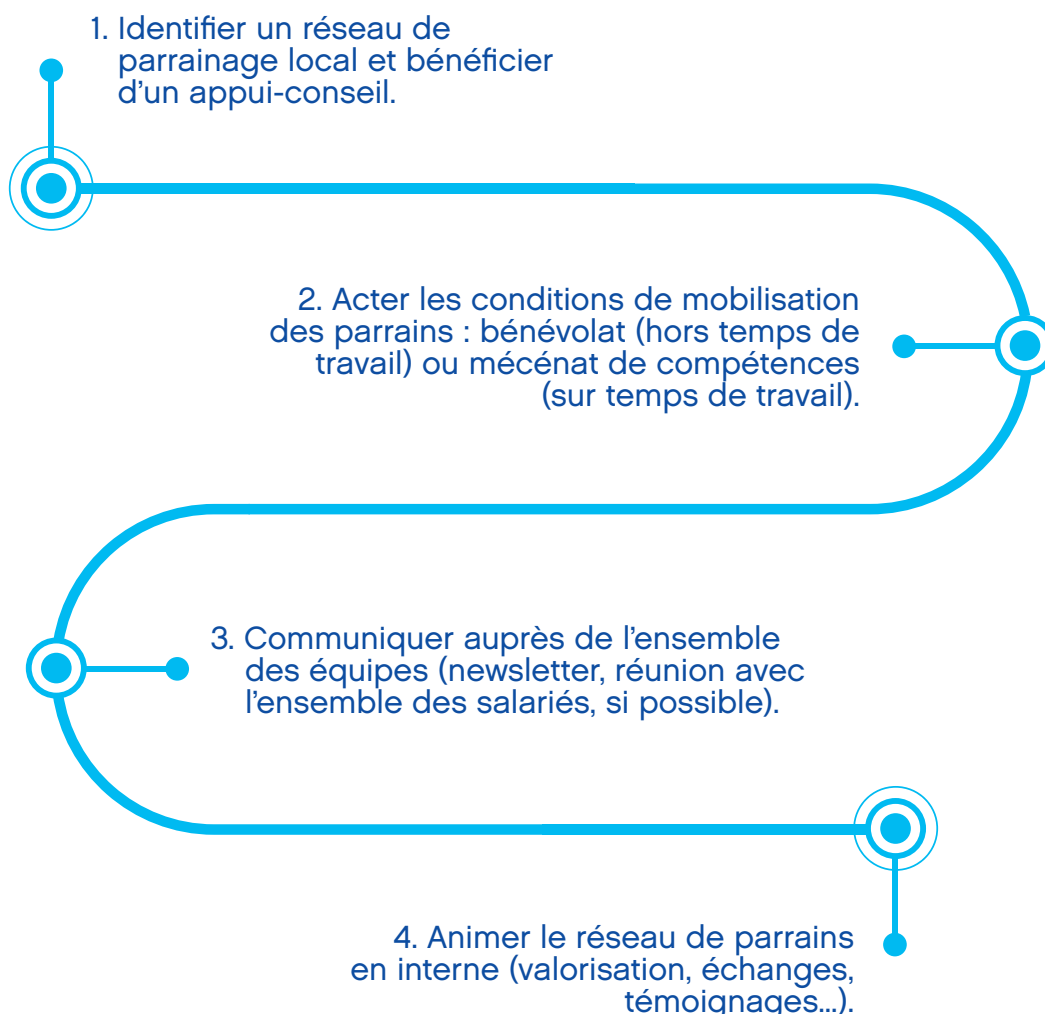 1. Identifier un réseau de
parrainage local et bénéficier
d’un appui-conseil.
2. Acter les conditions de mobilisation
des parrains : bénévolat (hors temps de
travail) ou mécénat de compétences
(sur temps de travail).
3. Communiquer auprès de l’ensemble
des équipes (newsletter, réunion avec
l’ensemble des salariés, si possible).
4. Animer le réseau de parrains
en interne (valorisation, échanges,
témoignages...).